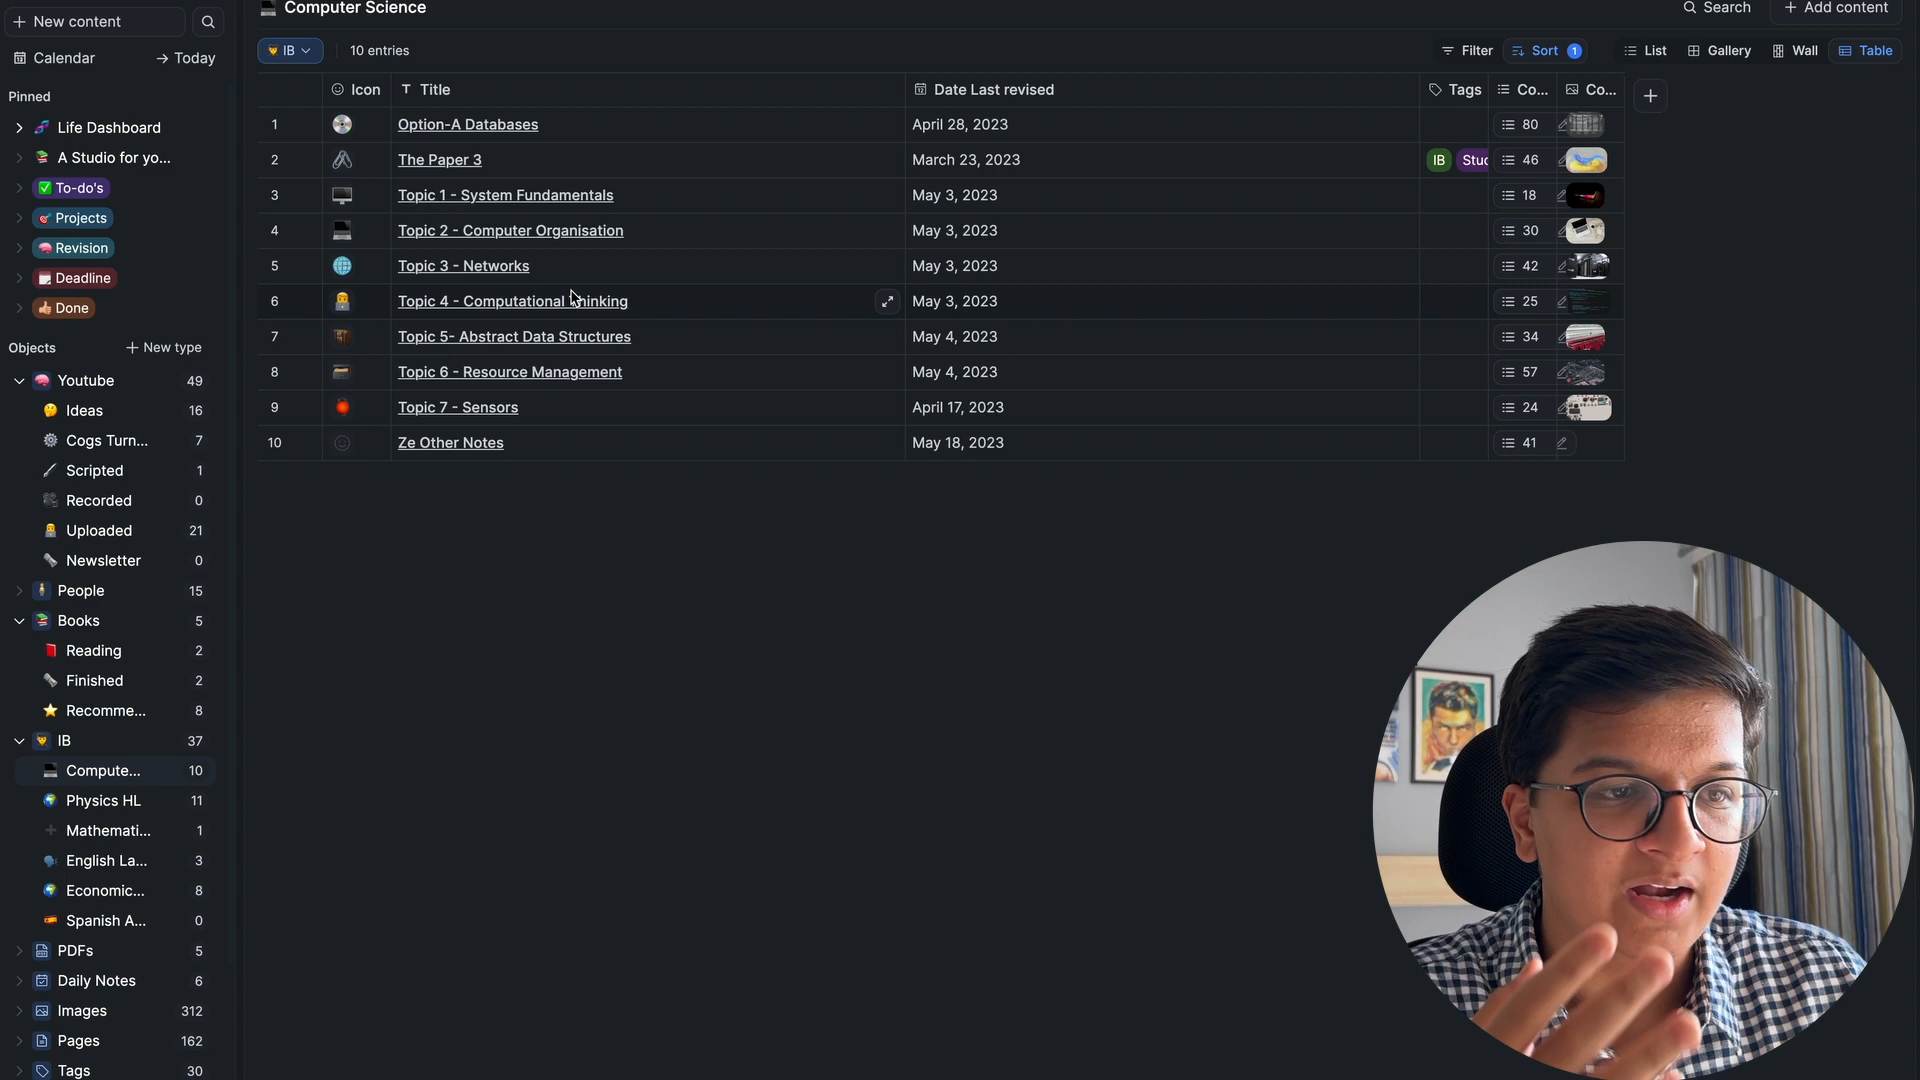 New content
Calendar
Today
Pinned
Life Dashboard
A Studio for yo...
To-do's
Projects
Revision
Deadline
Done
Objects
New type
Youtube 49
Ideas 16
Cogs Turn... 7
Scripted 1
Recorded 0
Uploaded 21
Newsletter 0
People 15
Books 5
Reading 2
Finished 2
Recomme... 8
IB 37
Compute... 10
Physics HL 11
Mathemati... 1
English La... 3
Economic... 8
Spanish A... 0
PDFs 5
Daily Notes 6
Images 312
Pages 162
Tags 30
Computer Science
Search
Add content
IB
10 entries
Filter
Sort 1
List
Gallery
Wall
Table
Icon Title Date Last revised Tags Co... Co...
1 Option-A Databases April 28, 2023 80
2 The Paper 3 March 23, 2023 IB Stud 46
3 Topic 1 - System Fundamentals May 3, 2023 18
4 Topic 2 - Computer Organisation May 3, 2023 30
5 Topic 3 - Networks May 3, 2023 42
6 Topic 4 - Computational Thinking May 3, 2023 25
7 Topic 5- Abstract Data Structures May 4, 2023 34
8 Topic 6 - Resource Management May 4, 2023 57
9 Topic 7 - Sensors April 17, 2023 24
10 Ze Other Notes May 18, 2023 41